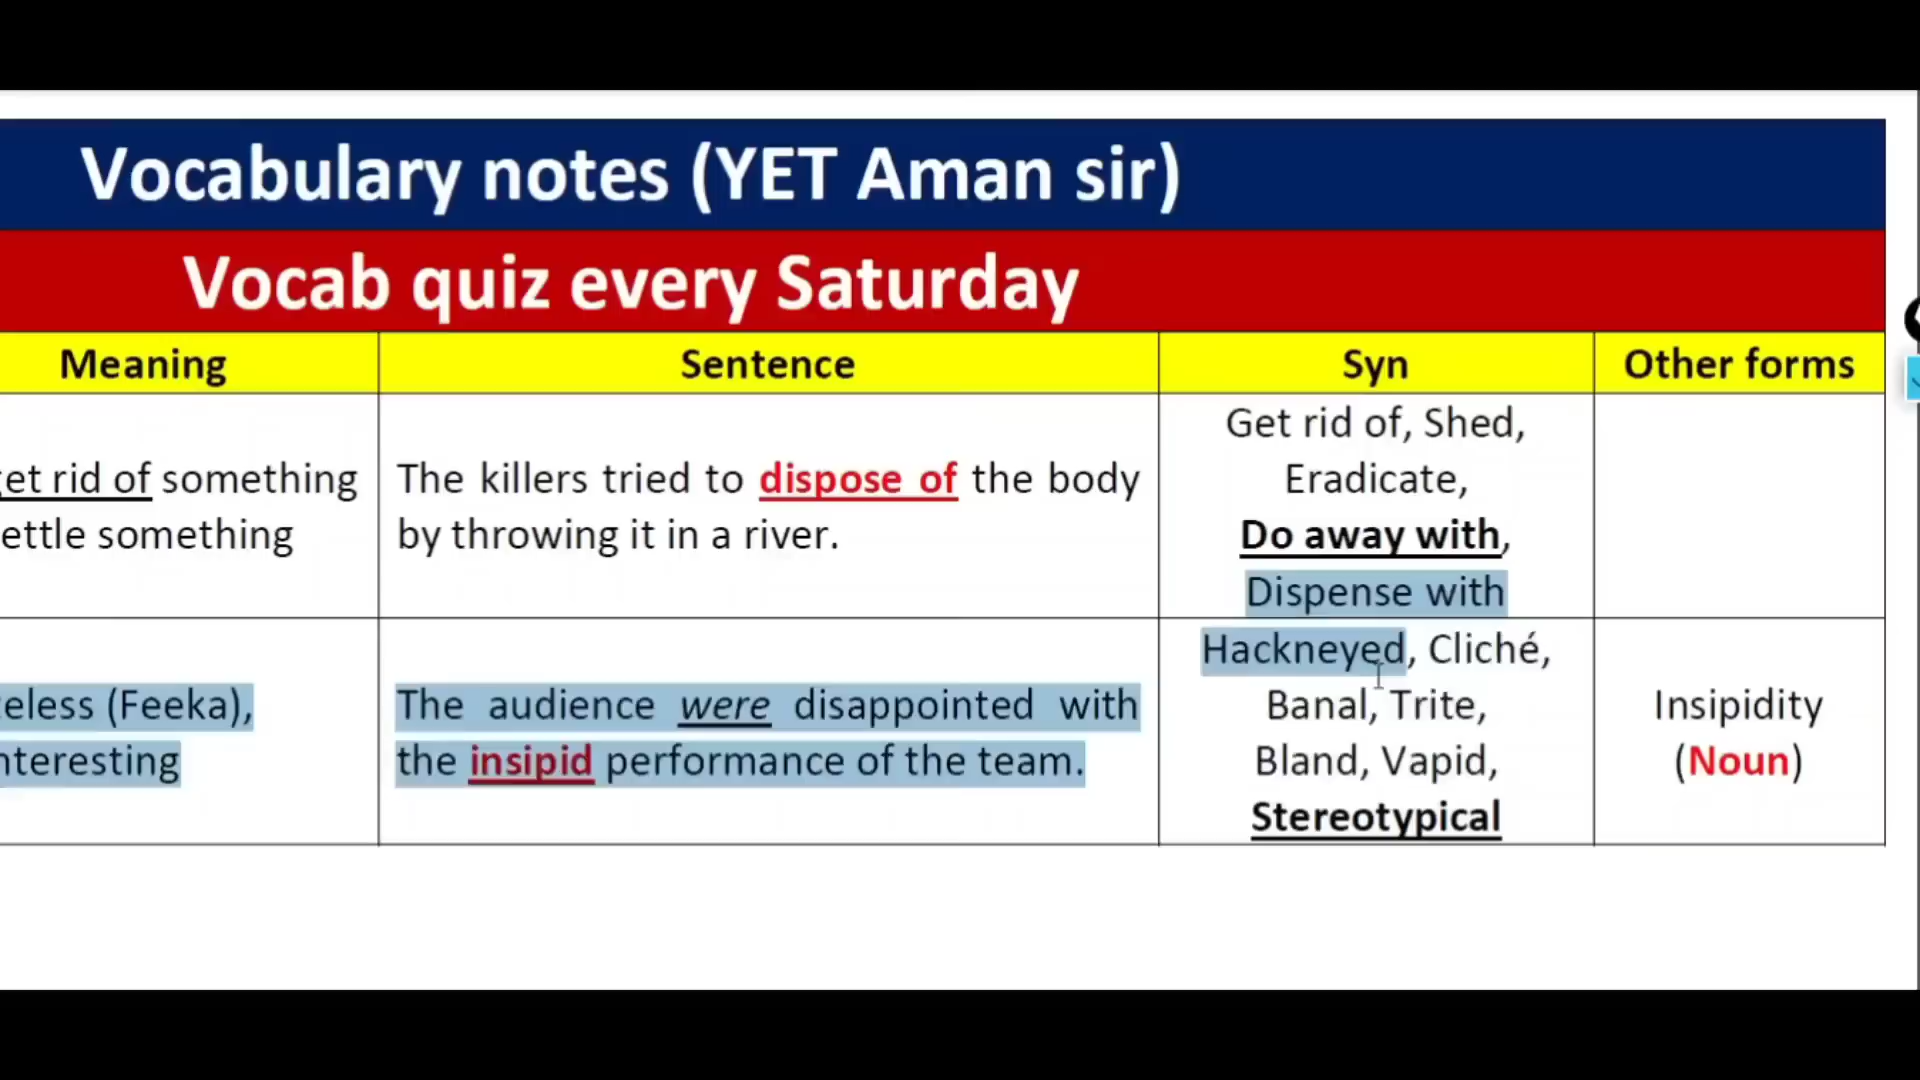 Vocabulary notes (YET Aman sir)
Vocab quiz every Saturday
Meaning
Sentence
Syn
Other forms
get rid of something
ettle something
The killers tried to dispose of the body
by throwing it in a river.
Get rid of, Shed,
Eradicate,
Do away with,
Dispense with
eless (Feeka),
nteresting
The audience were disappointed with
the insipid performance of the team.
Hackneyed, Cliché,
Banal, Trite,
Bland, Vapid,
Stereotypical
Insipidity
(Noun)